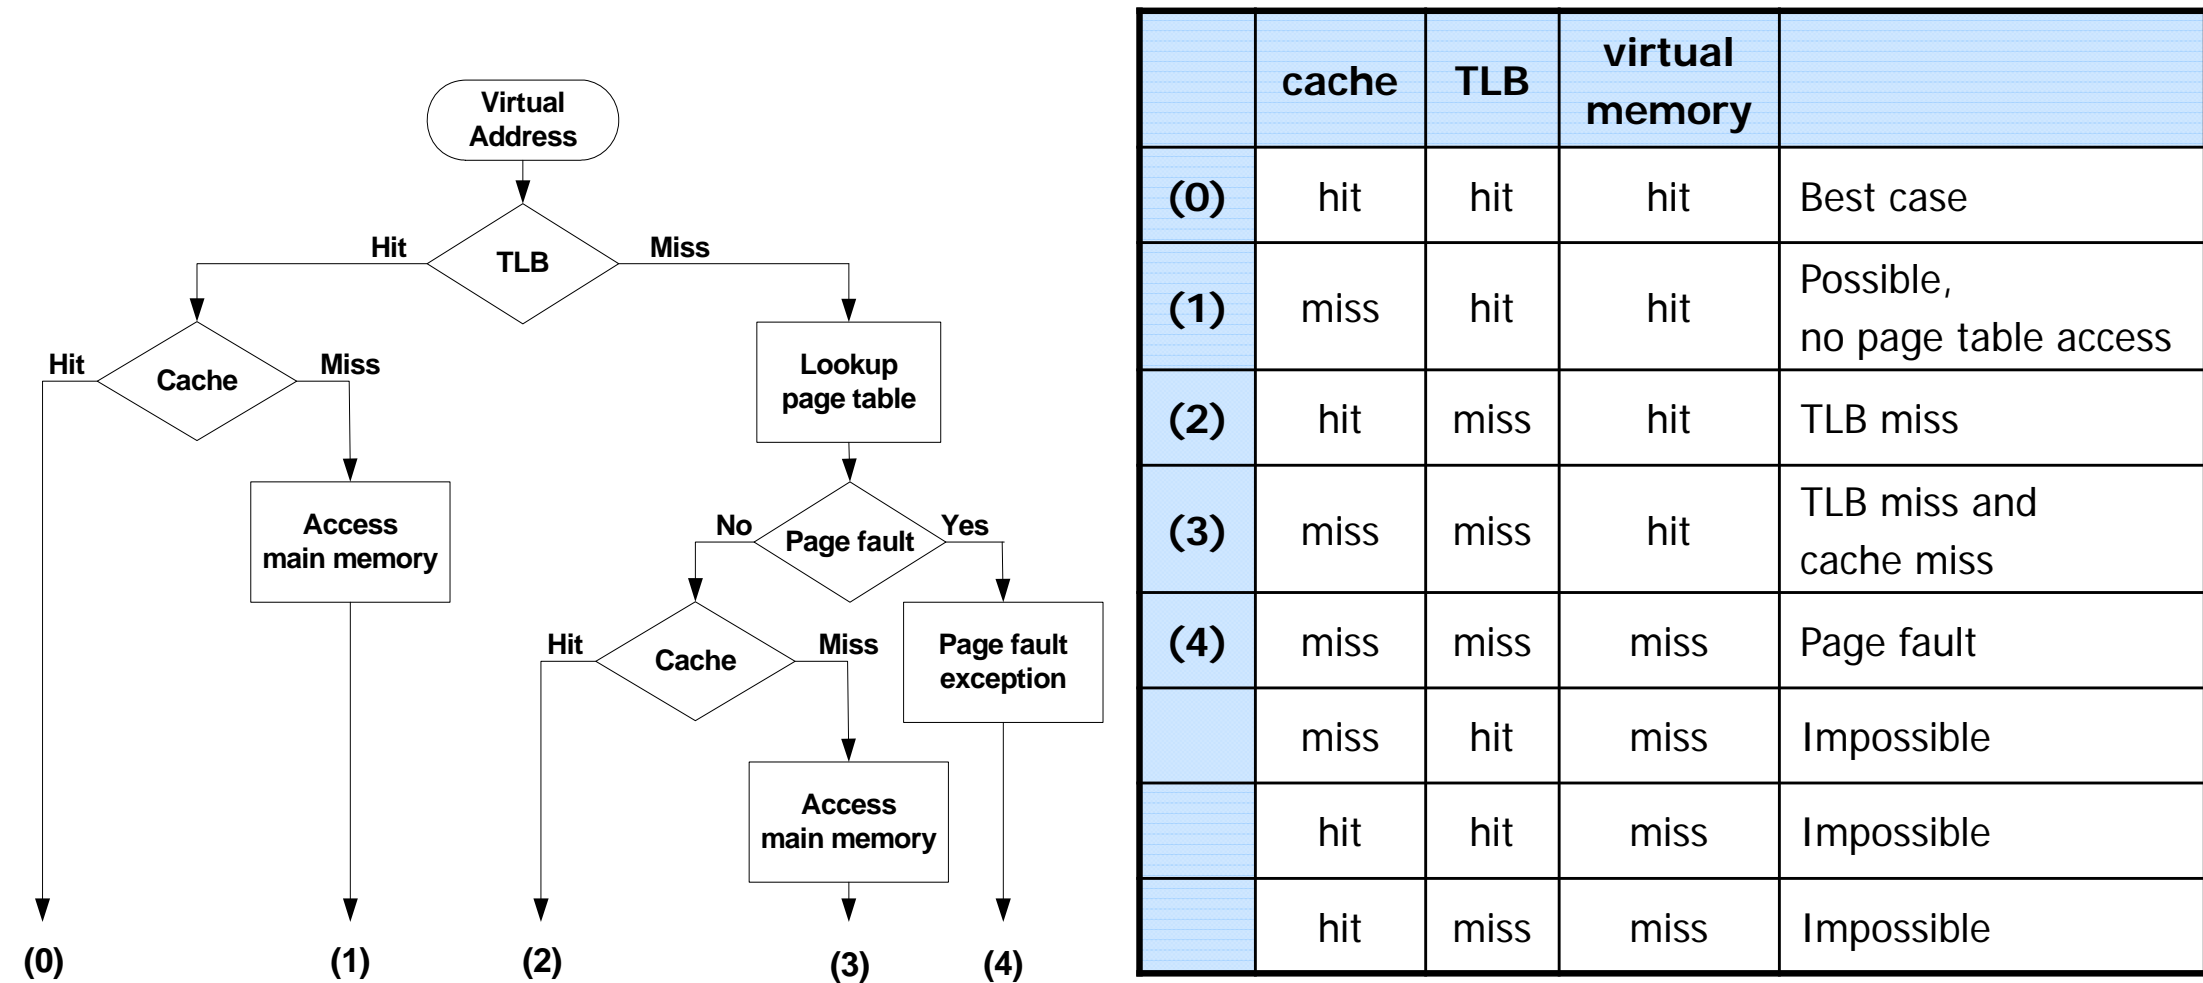 Virtual
Address
Hit
TLB
Miss
Hit
Cache
Miss
Lookup
page table
Access
main memory
No
Page fault
Yes
Hit
Cache
Miss
Page fault
exception
Access
main memory
(0)
(1)
(2)
(3)
(4)
cache TLB virtual memory
(0) hit hit hit Best case
(1) miss hit hit Possible,
no page table access
(2) hit miss hit TLB miss
(3) miss miss hit TLB miss and
cache miss
(4) miss miss miss Page fault
miss hit miss Impossible
hit hit miss Impossible
hit miss miss Impossible